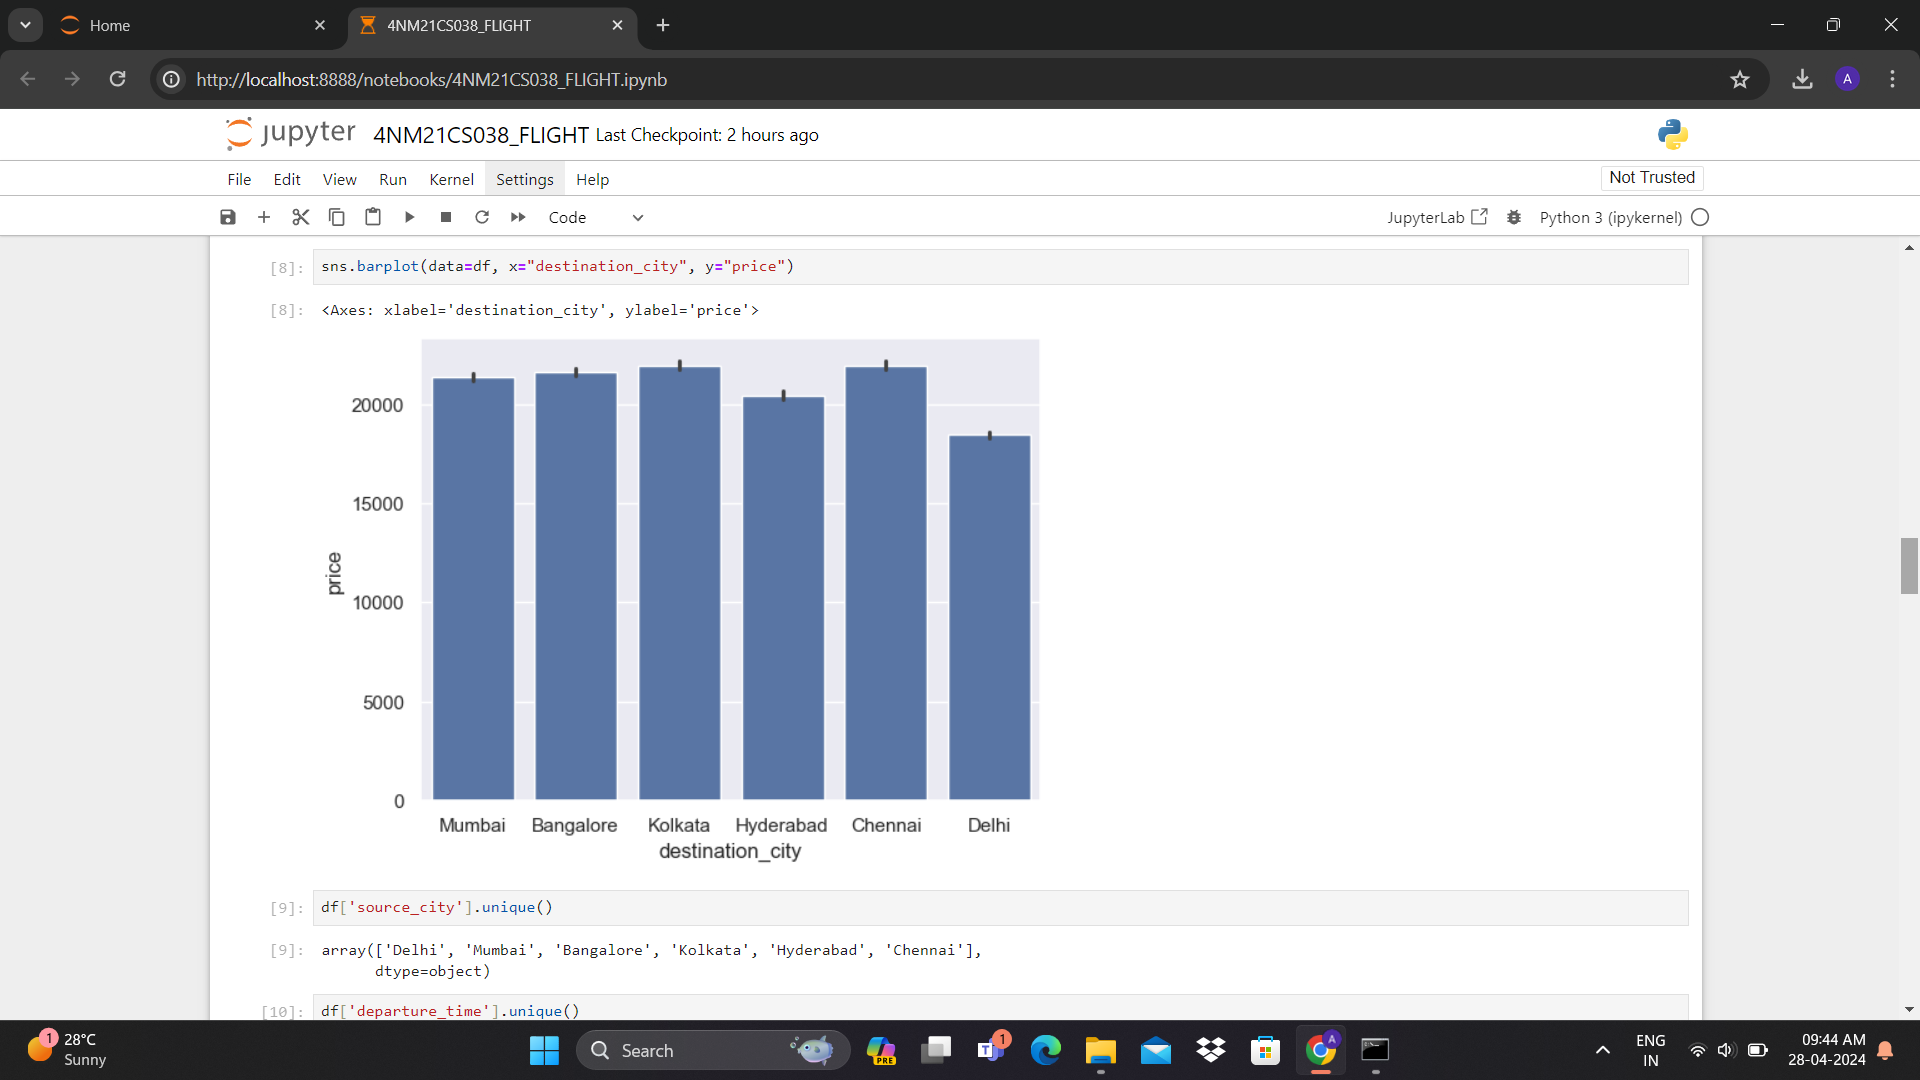 Home
4NM21CS038_FLIGHT
http://localhost:8888/notebooks/4NM21CS038_FLIGHT.ipynb
A
jupyter 4NM21CS038_FLIGHT Last Checkpoint: 2 hours ago
File Edit View Run Kernel Settings Help
Not Trusted
Code
JupyterLab
Python 3 (ipykernel)
[8]: sns.barplot(data=df, x="destination_city", y="price")
[8]: <Axes: xlabel='destination_city', ylabel='price'>
20000
15000
10000
5000
0
price
Mumbai Bangalore Kolkata Hyderabad Chennai Delhi
destination_city
[9]: df['source_city'].unique()
[9]: array(['Delhi', 'Mumbai', 'Bangalore', 'Kolkata', 'Hyderabad', 'Chennai'],
dtype=object)
[10]: df['departure_time'].unique()
1
28°C
Sunny
Search
PRE
T
1
A
ENG
IN
09:44 AM
28-04-2024